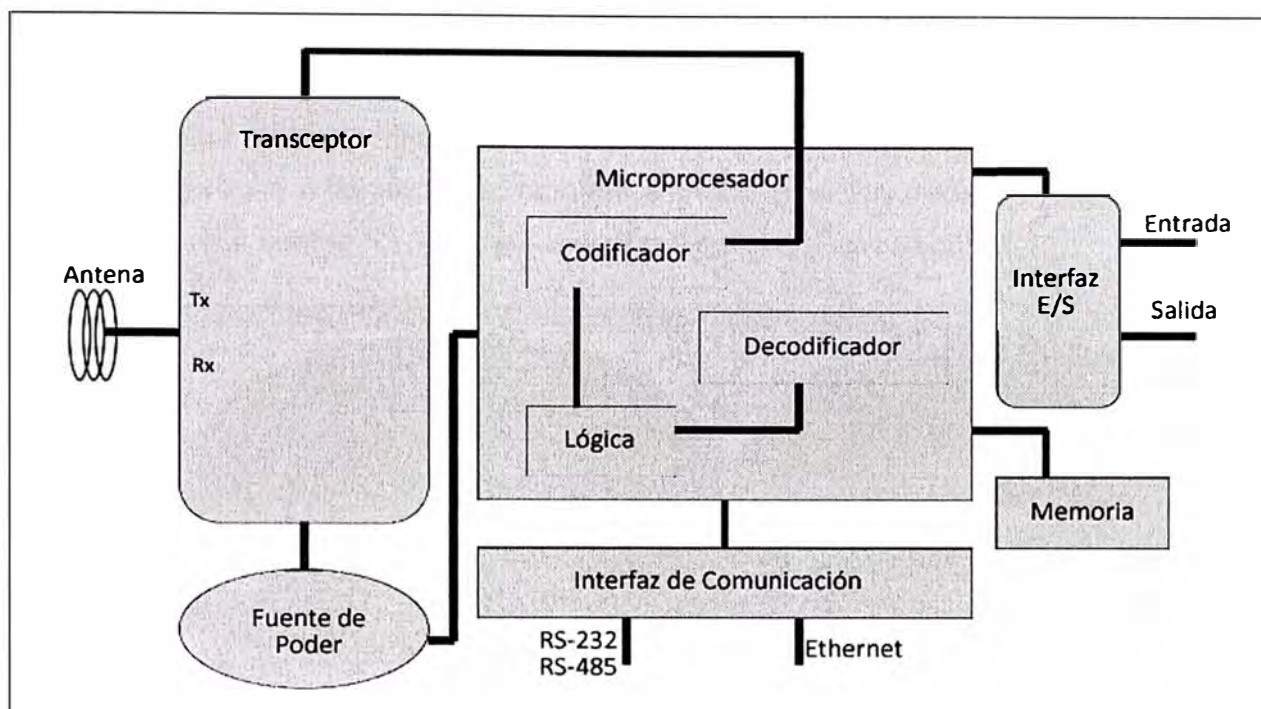 Transceptor
Microprocesador
Codificador
Entrada
Antena
Interfaz
E/S
Tx
Salida
Decodificador
Rx
Lógica
Memoria
Interfaz de Comunicación
Fuente de
Poder
RS-232
RS-485
Ethernet